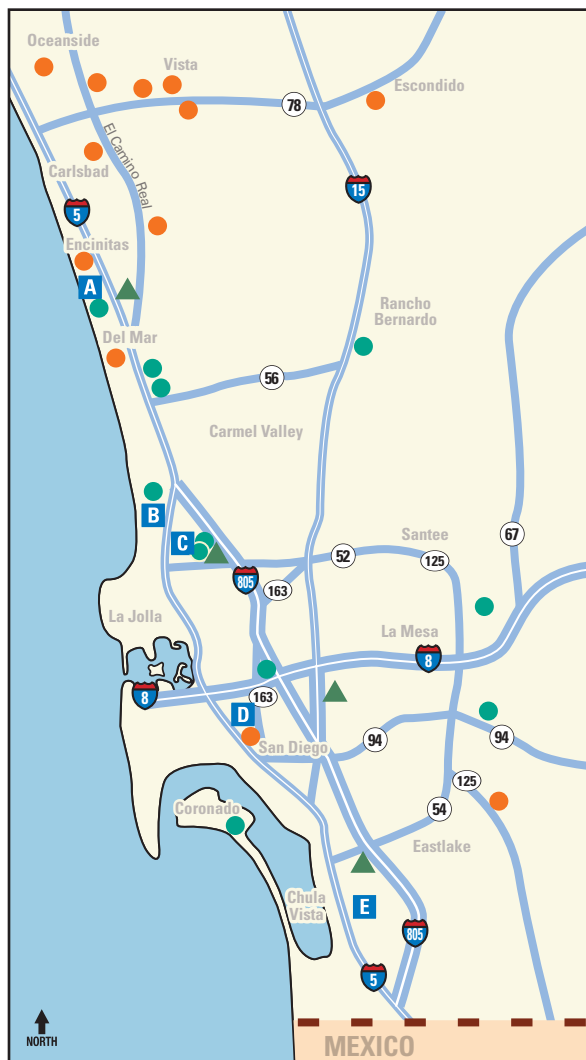 Oceanside
Vista
Escondido
78
El Camino Real
Carlsbad
15
5
Encinitas
A
Rancho
Bernardo
Del Mar
56
Carmel Valley
B
C
Santee
67
52
125
805
163
La Jolla
La Mesa
8
8
163
D
San Diego
94
94
125
Coronado
54
Eastlake
Chula
Vista
E
805
5
NORTH
MEXICO